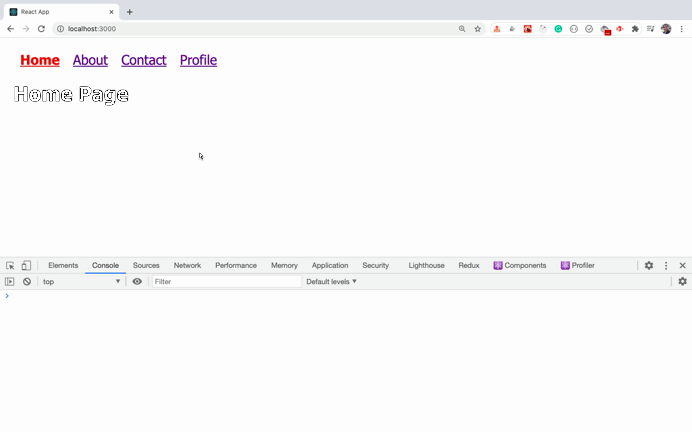 React App
localhost:3000
Home About Contact Profile
Home Page
Elements Console Sources Network Performance Memory Application Security Lighthouse Redux Components Profiler
top Filter Default levels